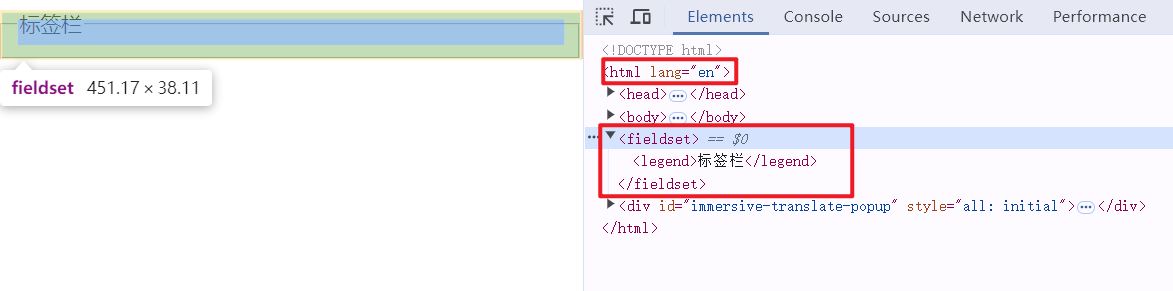 标签栏
fieldset 451.17 × 38.11
Elements Console Sources Network Performance
<!DOCTYPE html>
<html lang="en">
<head> ··· </head>
<body> ··· </body>
··· <fieldset> == $0
<legend>标签栏</legend>
</fieldset>
<div id="immersive-translate-popup" style="all: initial"> ··· </div>
</html>